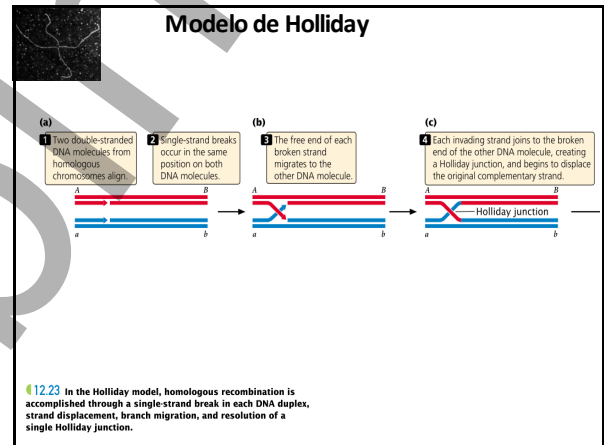 Modelo de Holliday
(a)
1 Two double-stranded
DNA molecules from
homologous
chromosomes align.
2 Single-strand breaks
occur in the same
position on both
DNA molecules.
A B
a b
(b)
3 The free end of each
broken strand
migrates to the
other DNA molecule.
A B
a b
(c)
4 Each invading strand joins to the broken
end of the other DNA molecule, creating
a Holliday junction, and begins to displace
the original complementary strand.
A B
Holliday junction
a b
12.23 In the Holliday model, homologous recombination is
accomplished through a single-strand break in each DNA duplex,
strand displacement, branch migration, and resolution of a
single Holliday junction.